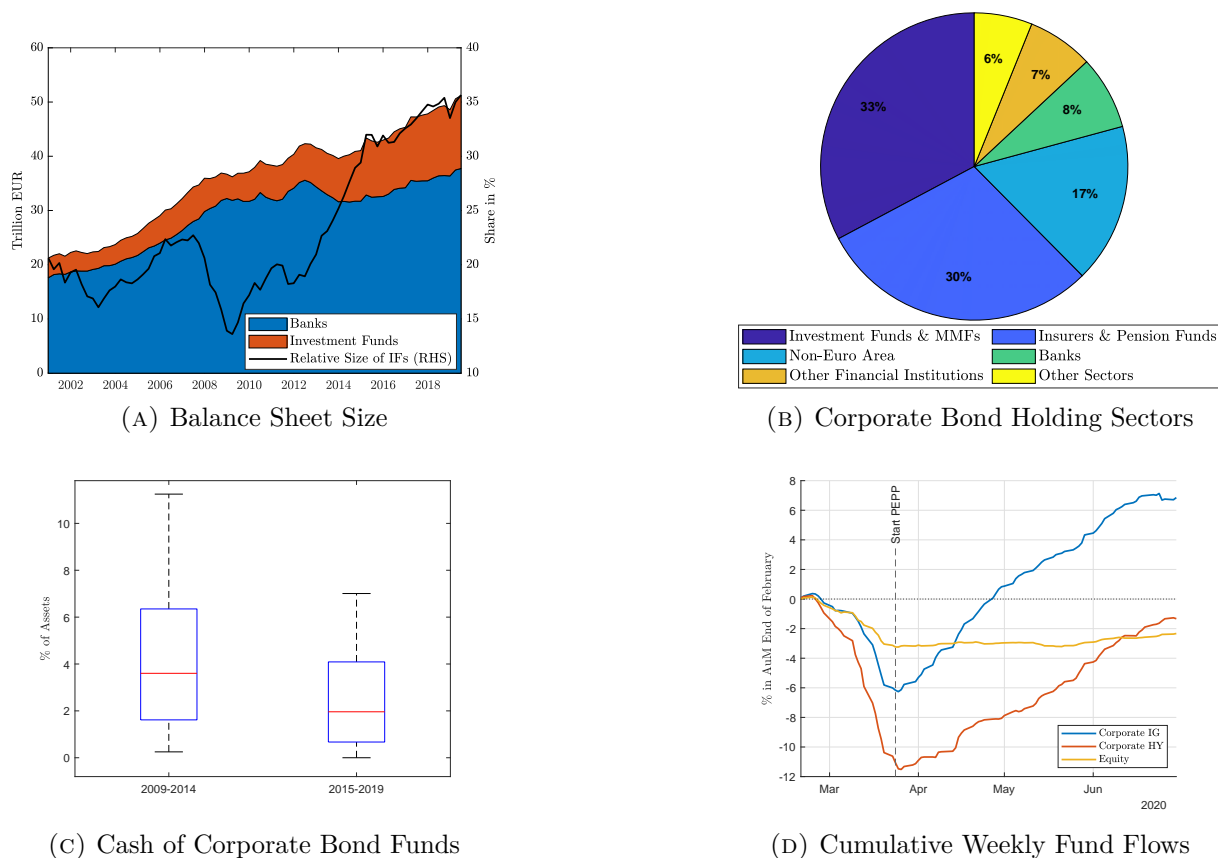 60
50
40
30
20
10
0
Trillion EUR
40
35
30
25
20
15
10
Share in %
Banks
Investment Funds
Relative Size of IFs (RHS)
2002 2004 2006 2008 2010 2012 2014 2016 2018
(A) Balance Sheet Size
6%
7%
8%
17%
30%
33%
Investment Funds & MMFs Insurers & Pension Funds
Non-Euro Area Banks
Other Financial Institutions Other Sectors
(B) Corporate Bond Holding Sectors
10
8
6
4
2
0
% of Assets
2009-2014 2015-2019
(C) Cash of Corporate Bond Funds
8
6
4
2
0
-2
-4
-6
-8
-10
-12
% in AuM End of February
Start PEPP
Corporate IG
Corporate HY
Equity
Mar Apr May Jun
2020
(D) Cumulative Weekly Fund Flows